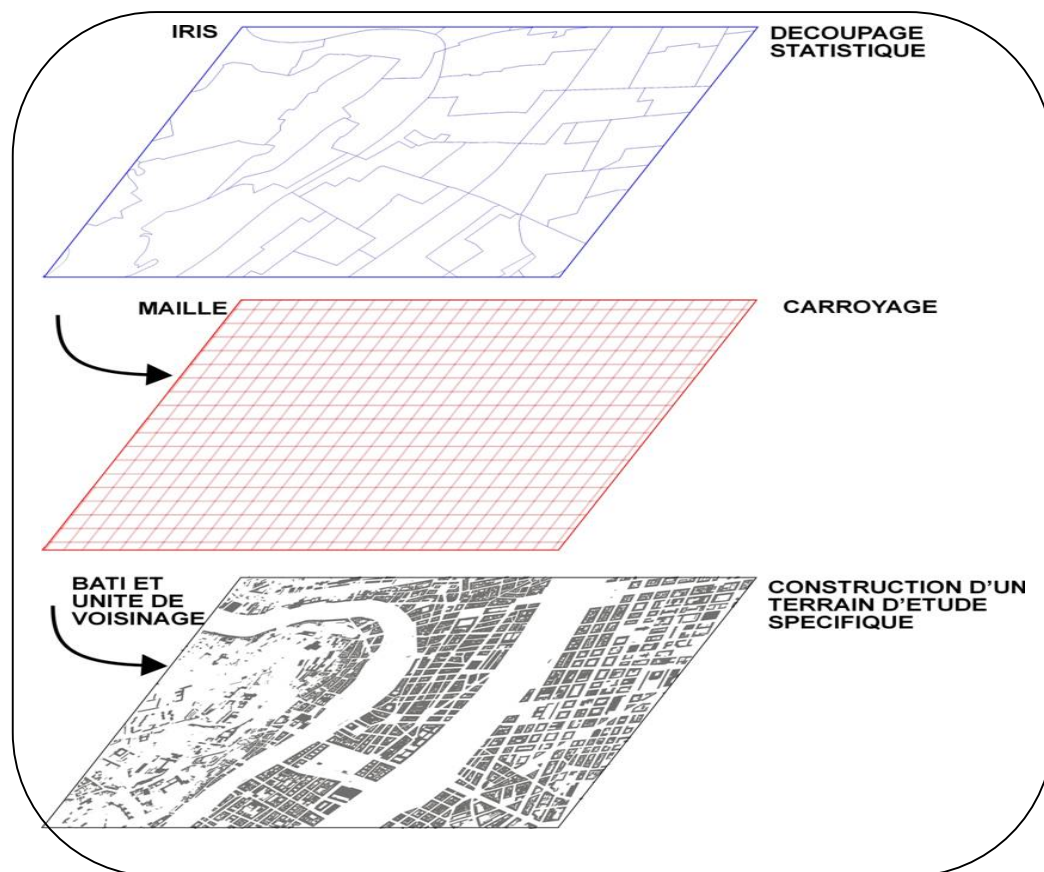 IRIS
DECOUPAGE
STATISTIQUE
MAILLE
CARROYAGE
BATI ET
UNITE DE
VOISINAGE
CONSTRUCTION D'UN
TERRAIN D'ETUDE
SPECIFIQUE